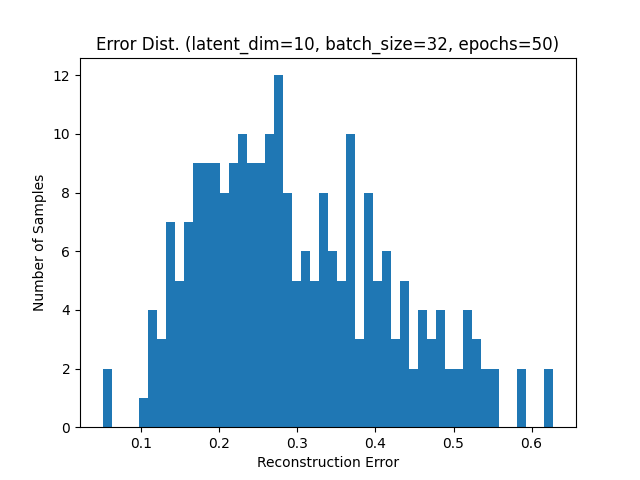 Error Dist. (latent_dim=10, batch_size=32, epochs=50)
12
10
8
6
4
2
0
Number of Samples
0.1 0.2 0.3 0.4 0.5 0.6
Reconstruction Error